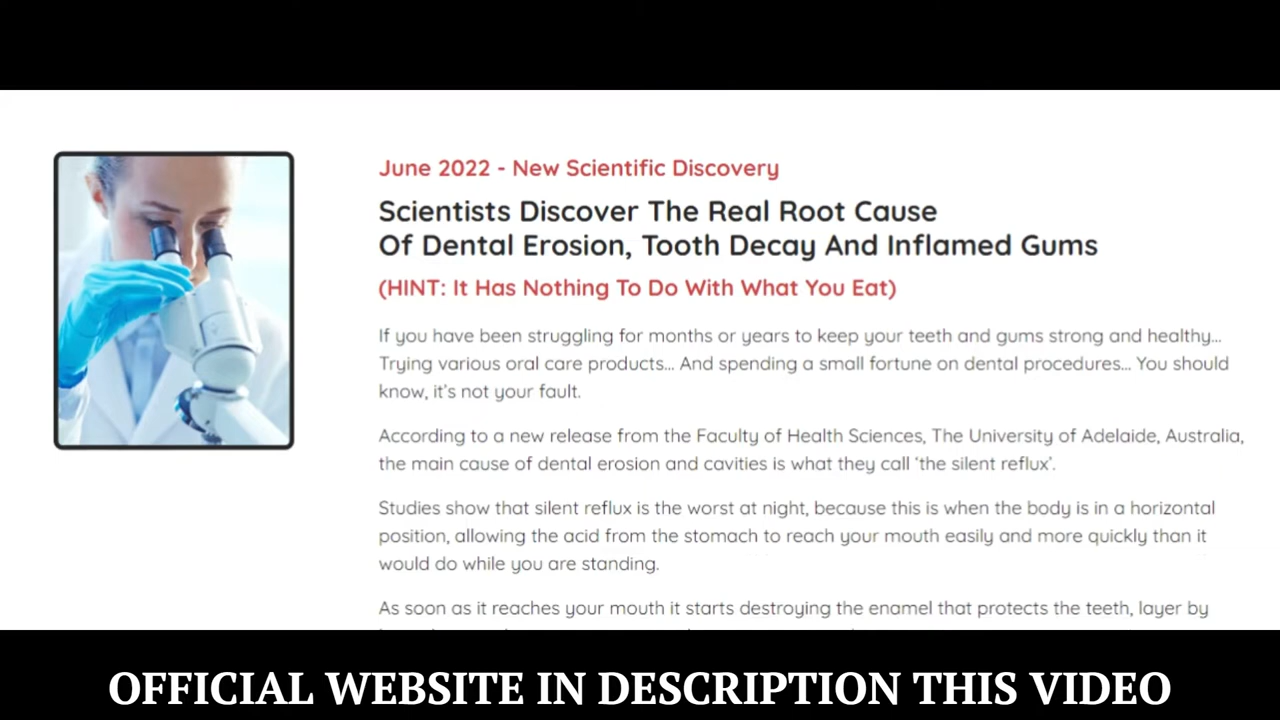 June 2022 - New Scientific Discovery
Scientists Discover The Real Root Cause
Of Dental Erosion, Tooth Decay And Inflamed Gums
(HINT: It Has Nothing To Do With What You Eat)
If you have been struggling for months or years to keep your teeth and gums strong and healthy...
Trying various oral care products... And spending a small fortune on dental procedures... You should
know, it's not your fault.
According to a new release from the Faculty of Health Sciences, The University of Adelaide, Australia,
the main cause of dental erosion and cavities is what they call 'the silent reflux'.
Studies show that silent reflux is the worst at night, because this is when the body is in a horizontal
position, allowing the acid from the stomach to reach your mouth easily and more quickly than it
would do while you are standing.
As soon as it reaches your mouth it starts destroying the enamel that protects the teeth, layer by
OFFICIAL WEBSITE IN DESCRIPTION THIS VIDEO